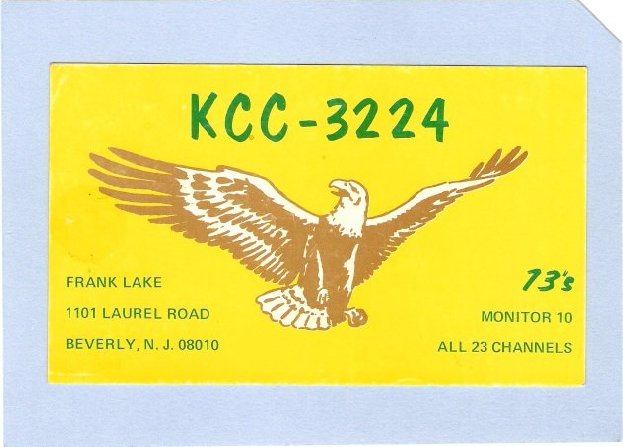 KCC-3224
FRANK LAKE
1101 LAUREL ROAD
BEVERLY, N. J. 08010
73's
MONITOR 10
ALL 23 CHANNELS